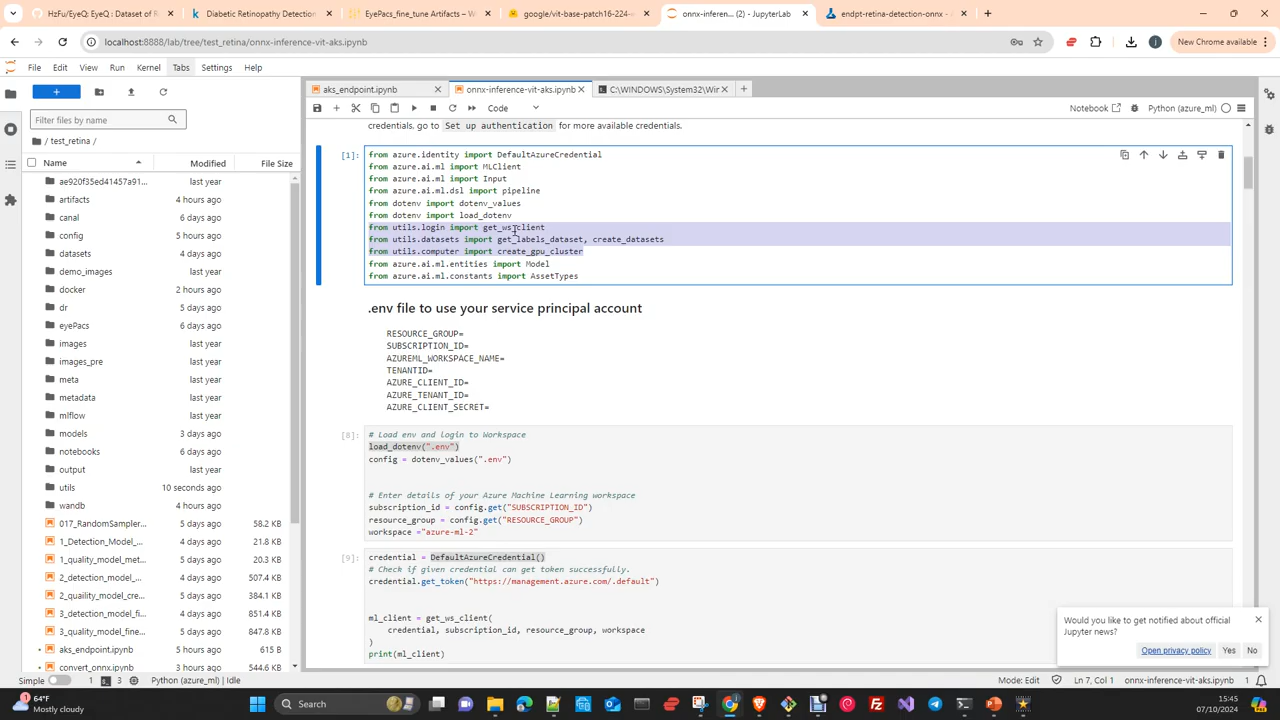 HzFu/EyeQ: Dataset of R
Diabetic Retinopathy Detection
EyePacs_fine_tune Artifacts –
google/vit-base-patch16-224-
onnx-inferen... (2) - JupyterLab
endpt-retina-detection-onnx - A
localhost:8888/lab/tree/test_retina/onnx-inference-vit-aks.ipynb
New Chrome available
File Edit View Run Kernel Tabs Settings Help
aks_endpoint.ipynb
onnx-inference-vit-aks.ipynb
C:\WINDOWS\System32\Wir
Code
Notebook
Python (azure_ml)
Filter files by name
/ test_retina /
Name Modified File Size
ae920f35ed41457a91... last year
artifacts 4 hours ago
canal last year
config last year
datasets last year
demo_images last year
docker 2 hours ago
dr last year
eyePacs 6 days ago
images last year
images_pre last year
meta last year
metadata last year
mlflow last year
models 3 days ago
notebooks last year
output last year
utils 10 seconds ago
wandb 4 hours ago
017_RandomSampler... 5 days ago 58.2 KB
1_Detection_Model_... 4 days ago 21.8 KB
1_quality_model_met... 5 days ago 20.3 KB
2_detection_model_... 4 days ago 507.4 KB
2_quaility_model_cre... 5 days ago 384.1 KB
3_detection_model_fi... 4 days ago 851.4 KB
3_quality_model_fine... 5 days ago 847.8 KB
aks_endpoint.ipynb 5 hours ago 615 B
convert_onnx.ipynb 3 hours ago 544.6 KB
credentials, go to Set up authentication for more available credentials.
[1]:
from azure.identity import DefaultAzureCredential
from azure.ai.ml import MLClient
from azure.ai.ml import Input
from azure.ai.ml.dsl import pipeline
from dotenv import dotenv_values
from dotenv import load_dotenv
from utils.login import get_ws_client
from utils.datasets import get_labels_dataset, create_datasets
from utils.computer import create_gpu_cluster
from azure.ai.ml.entities import Model
from azure.ai.ml.constants import AssetTypes
.env file to use your service principal account
RESOURCE_GROUP=
SUBSCRIPTION_ID=
AZUREML_WORKSPACE_NAME=
TENANTID=
AZURE_CLIENT_ID=
AZURE_TENANT_ID=
AZURE_CLIENT_SECRET=
[8]:
# Load env and login to Workspace
load_dotenv(".env")
config = dotenv_values(".env")
# Enter details of your Azure Machine Learning workspace
subscription_id = config.get("SUBSCRIPTION_ID")
resource_group = config.get("RESOURCE_GROUP")
workspace ="azure-ml-2"
[9]:
credential = DefaultAzureCredential()
# Check if given credential can get token successfully.
credential.get_token("https://management.azure.com/.default")
ml_client = get_ws_client(
credential, subscription_id, resource_group, workspace
)
print(ml_client)
Would you like to get notified about official
Jupyter news?
Open privacy policy Yes No
Simple 1 3 Python (azure_ml) | Idle
Mode: Edit Ln 7, Col 1 onnx-inference-vit-aks.ipynb 1
64°F
Mostly cloudy
Search
15:45
07/10/2024